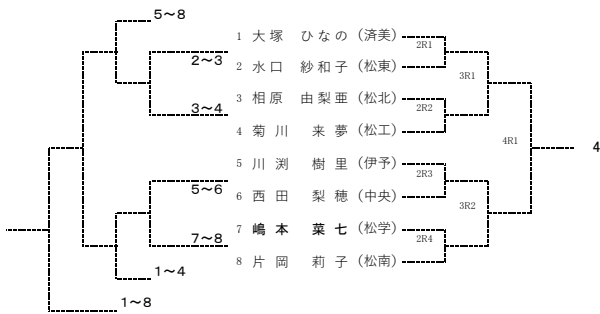 5～8
1 大塚 ひなの (済美) 2R1
2～3
2 水口 紗和子 (松東) 3R1
3 相原 由梨亜 (松北)
3～4 2R2
4 菊川 来夢 (松工) 4R1 4
5 川渕 樹里 (伊予)
5～6 2R3
6 西田 梨穂 (中央) 3R2
7 嶋本 菜七 (松学)
7～8 2R4
8 片岡 莉子 (松南)
1～4
1～8